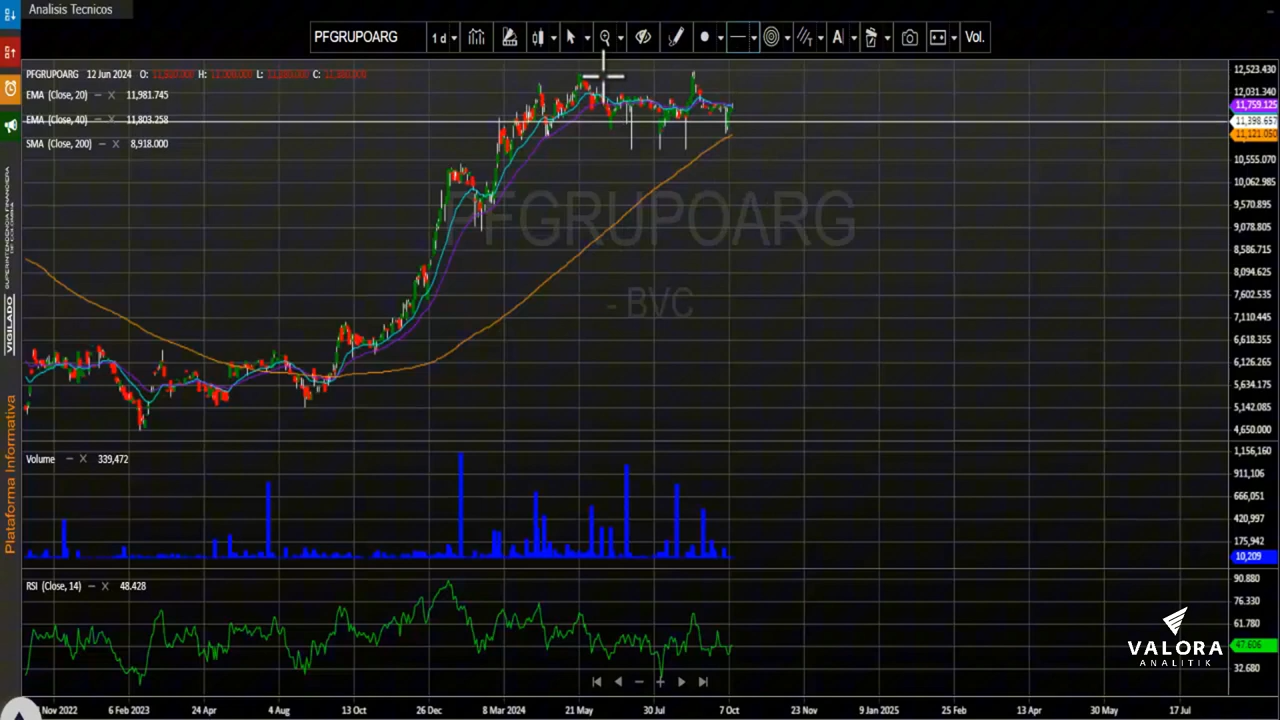 Analisis Tecnicos
PFGRUPOARG
1 d
A
Vol.
PFGRUPOARG 12 Jun 2024 O: H: L: C:
EMA (Close, 20) 11,981.745
EMA (Close, 40) 11,803.258
SMA (Close, 200) 8,918.000
12,523.430
12,031.340
11,759.125
11,398.657
11,121.050
10,555.070
10,062.985
9,570.895
9,078.805
8,586.715
8,094.625
7,602.535
7,110.445
6,618.355
6,126.265
5,634.175
5,142.085
4,650.000
PFGRUPOARG
- BVC
VIGILADO
SUPERINTENDENCIA FINANCIERA
DE COLOMBIA
Plataforma Informativa
Volume 339,472
1,156,160
911,106
666,051
420,997
175,942
10,209
RSI (Close, 14) 48.428
90.880
76.330
61.780
47.606
32.680
VALORA
ANALITIK
Nov 2022 6 Feb 2023 24 Apr 4 Aug 13 Oct 26 Dec 8 Mar 2024 21 May 30 Jul 7 Oct 23 Nov 9 Jan 2025 25 Feb 13 Apr 30 May 17 Jul